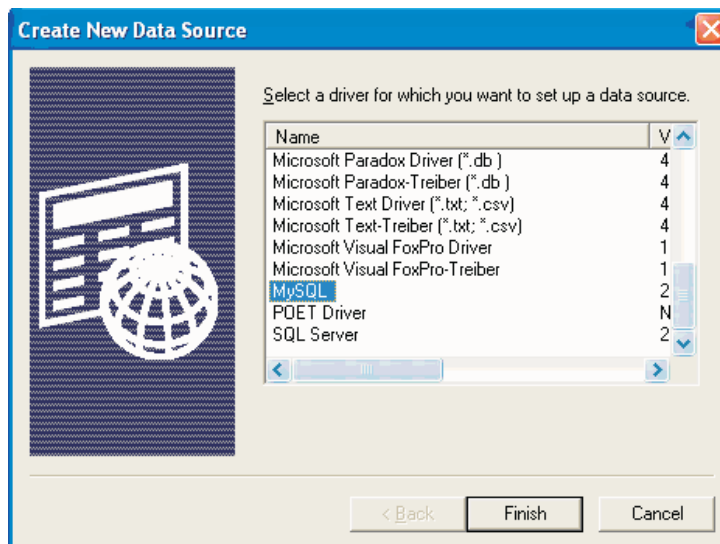 Create New Data Source
Select a driver for which you want to set up a data source.
Name V
Microsoft Paradox Driver (*.db ) 4
Microsoft Paradox-Treiber (*.db ) 4
Microsoft Text Driver (*.txt; *.csv) 4
Microsoft Text-Treiber (*.txt; *.csv) 4
Microsoft Visual FoxPro Driver 1
Microsoft Visual FoxPro-Treiber 1
MySQL 2
POET Driver N
SQL Server 2
< Back Finish Cancel